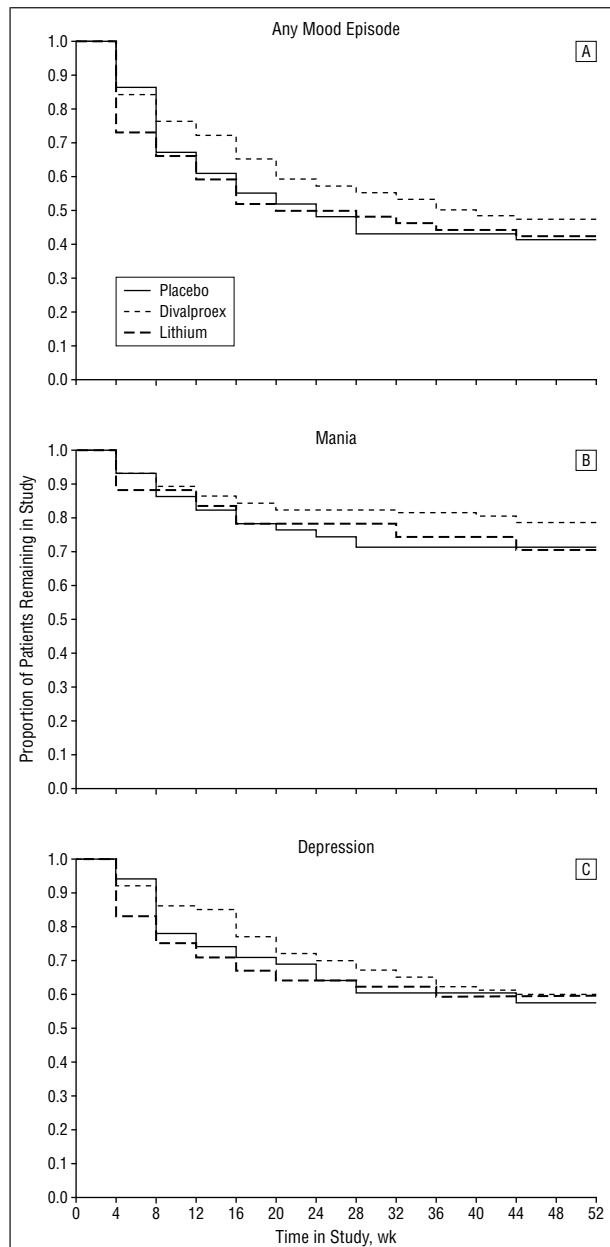 Any Mood Episode
A
1.0
0.9
0.8
0.7
0.6
0.5
0.4
0.3
0.2
0.1
0.0
Placebo
Divalproex
Lithium
Mania
B
1.0
0.9
0.8
0.7
0.6
0.5
0.4
0.3
0.2
0.1
0.0
Proportion of Patients Remaining in Study
Depression
C
1.0
0.9
0.8
0.7
0.6
0.5
0.4
0.3
0.2
0.1
0.0
0 4 8 12 16 20 24 28 32 36 40 44 48 52
Time in Study, wk